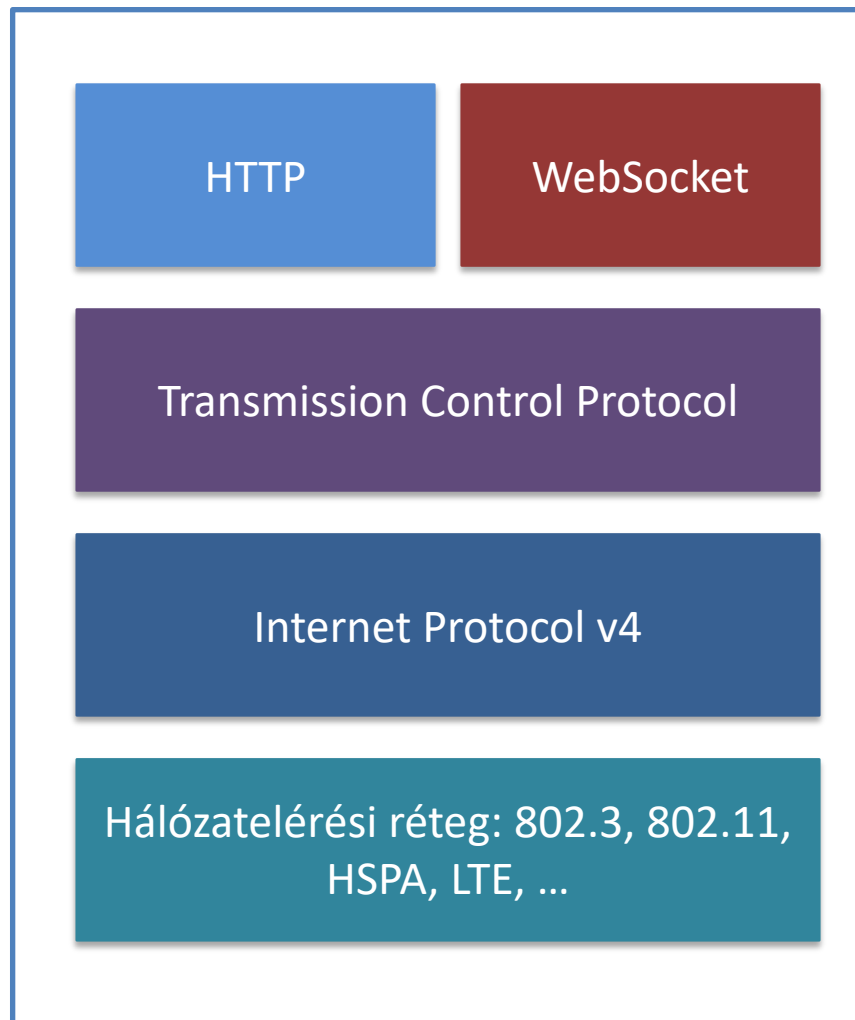 HTTP
WebSocket
Transmission Control Protocol
Internet Protocol v4
Hálózatelérési réteg: 802.3, 802.11,
HSPA, LTE, …